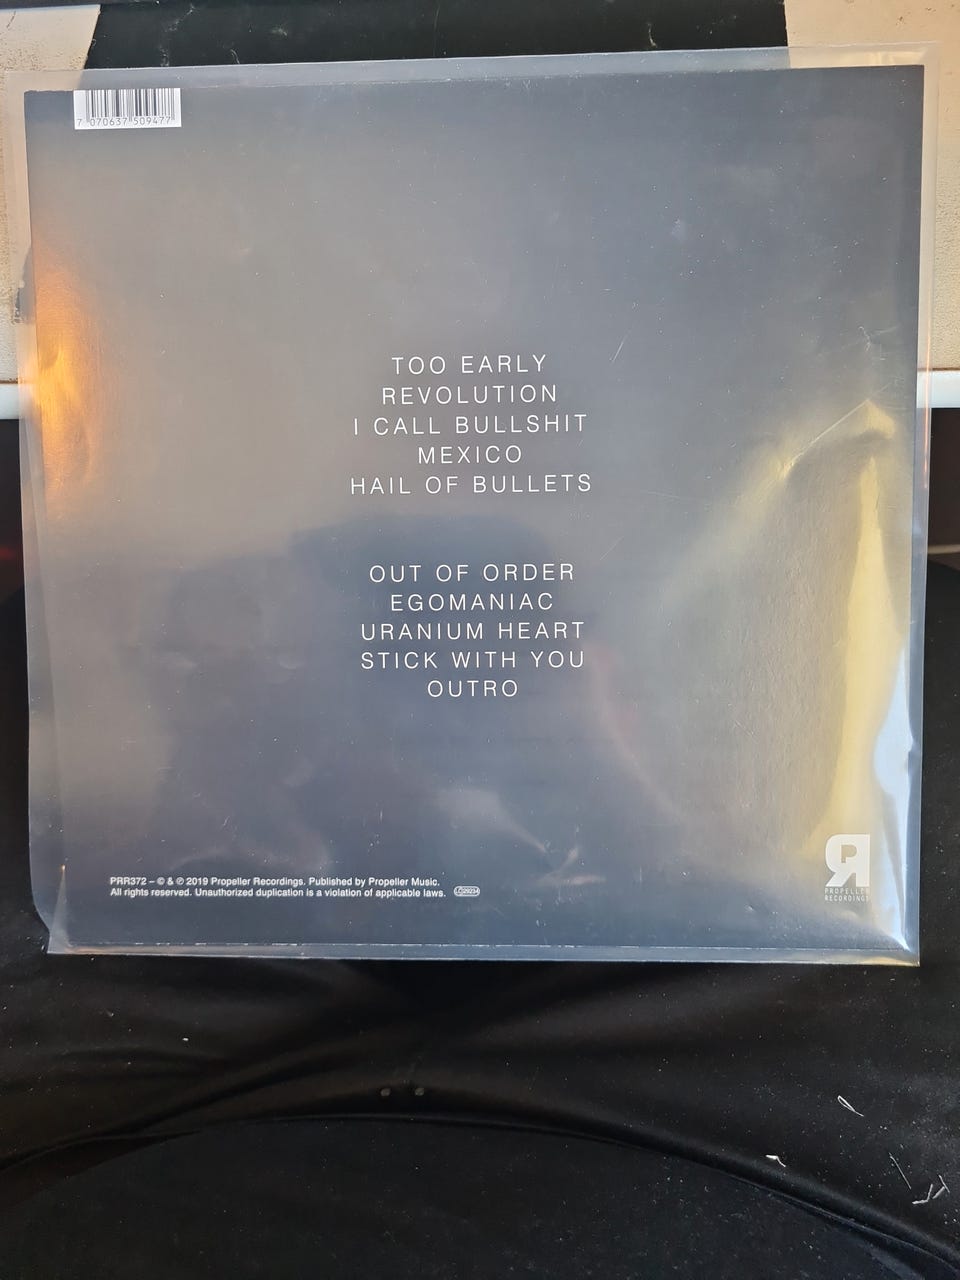 7 070637 509477
TOO EARLY
REVOLUTION
I CALL BULLSHIT
MEXICO
HAIL OF BULLETS
OUT OF ORDER
EGOMANIAC
URANIUM HEART
STICK WITH YOU
OUTRO
PRR372 – © & ℗ 2019 Propeller Recordings. Published by Propeller Music.
All rights reserved. Unauthorized duplication is a violation of applicable laws. LC29234
PROPELLER
RECORDINGS